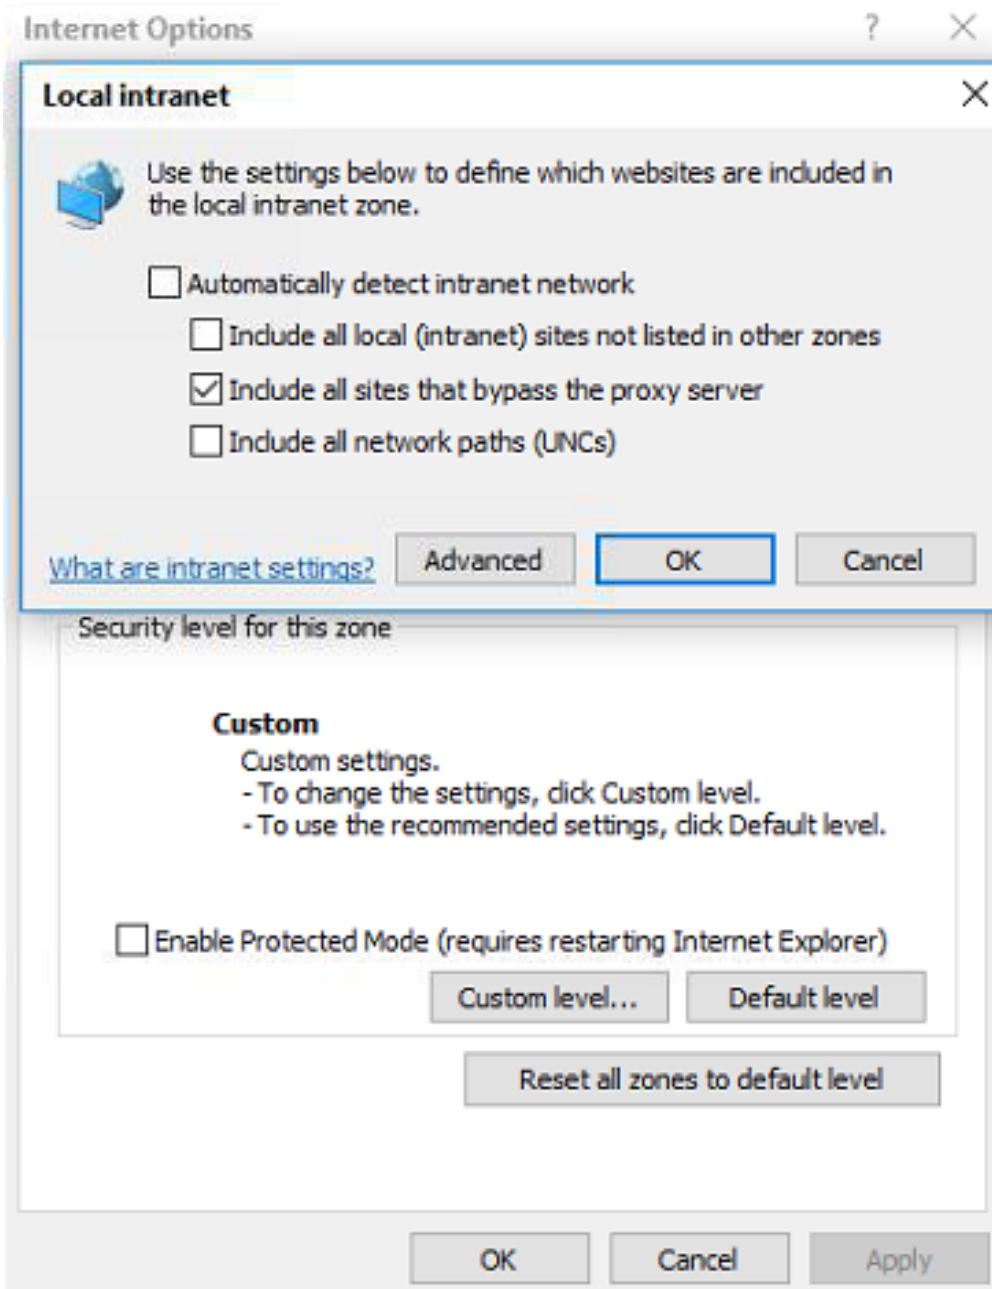 Internet Options
Local intranet
Use the settings below to define which websites are included in
the local intranet zone.
Automatically detect intranet network
Include all local (intranet) sites not listed in other zones
Include all sites that bypass the proxy server
Include all network paths (UNCs)
What are intranet settings? Advanced OK Cancel
Security level for this zone
Custom
Custom settings.
- To change the settings, click Custom level.
- To use the recommended settings, click Default level.
Enable Protected Mode (requires restarting Internet Explorer)
Custom level... Default level
Reset all zones to default level
OK Cancel Apply